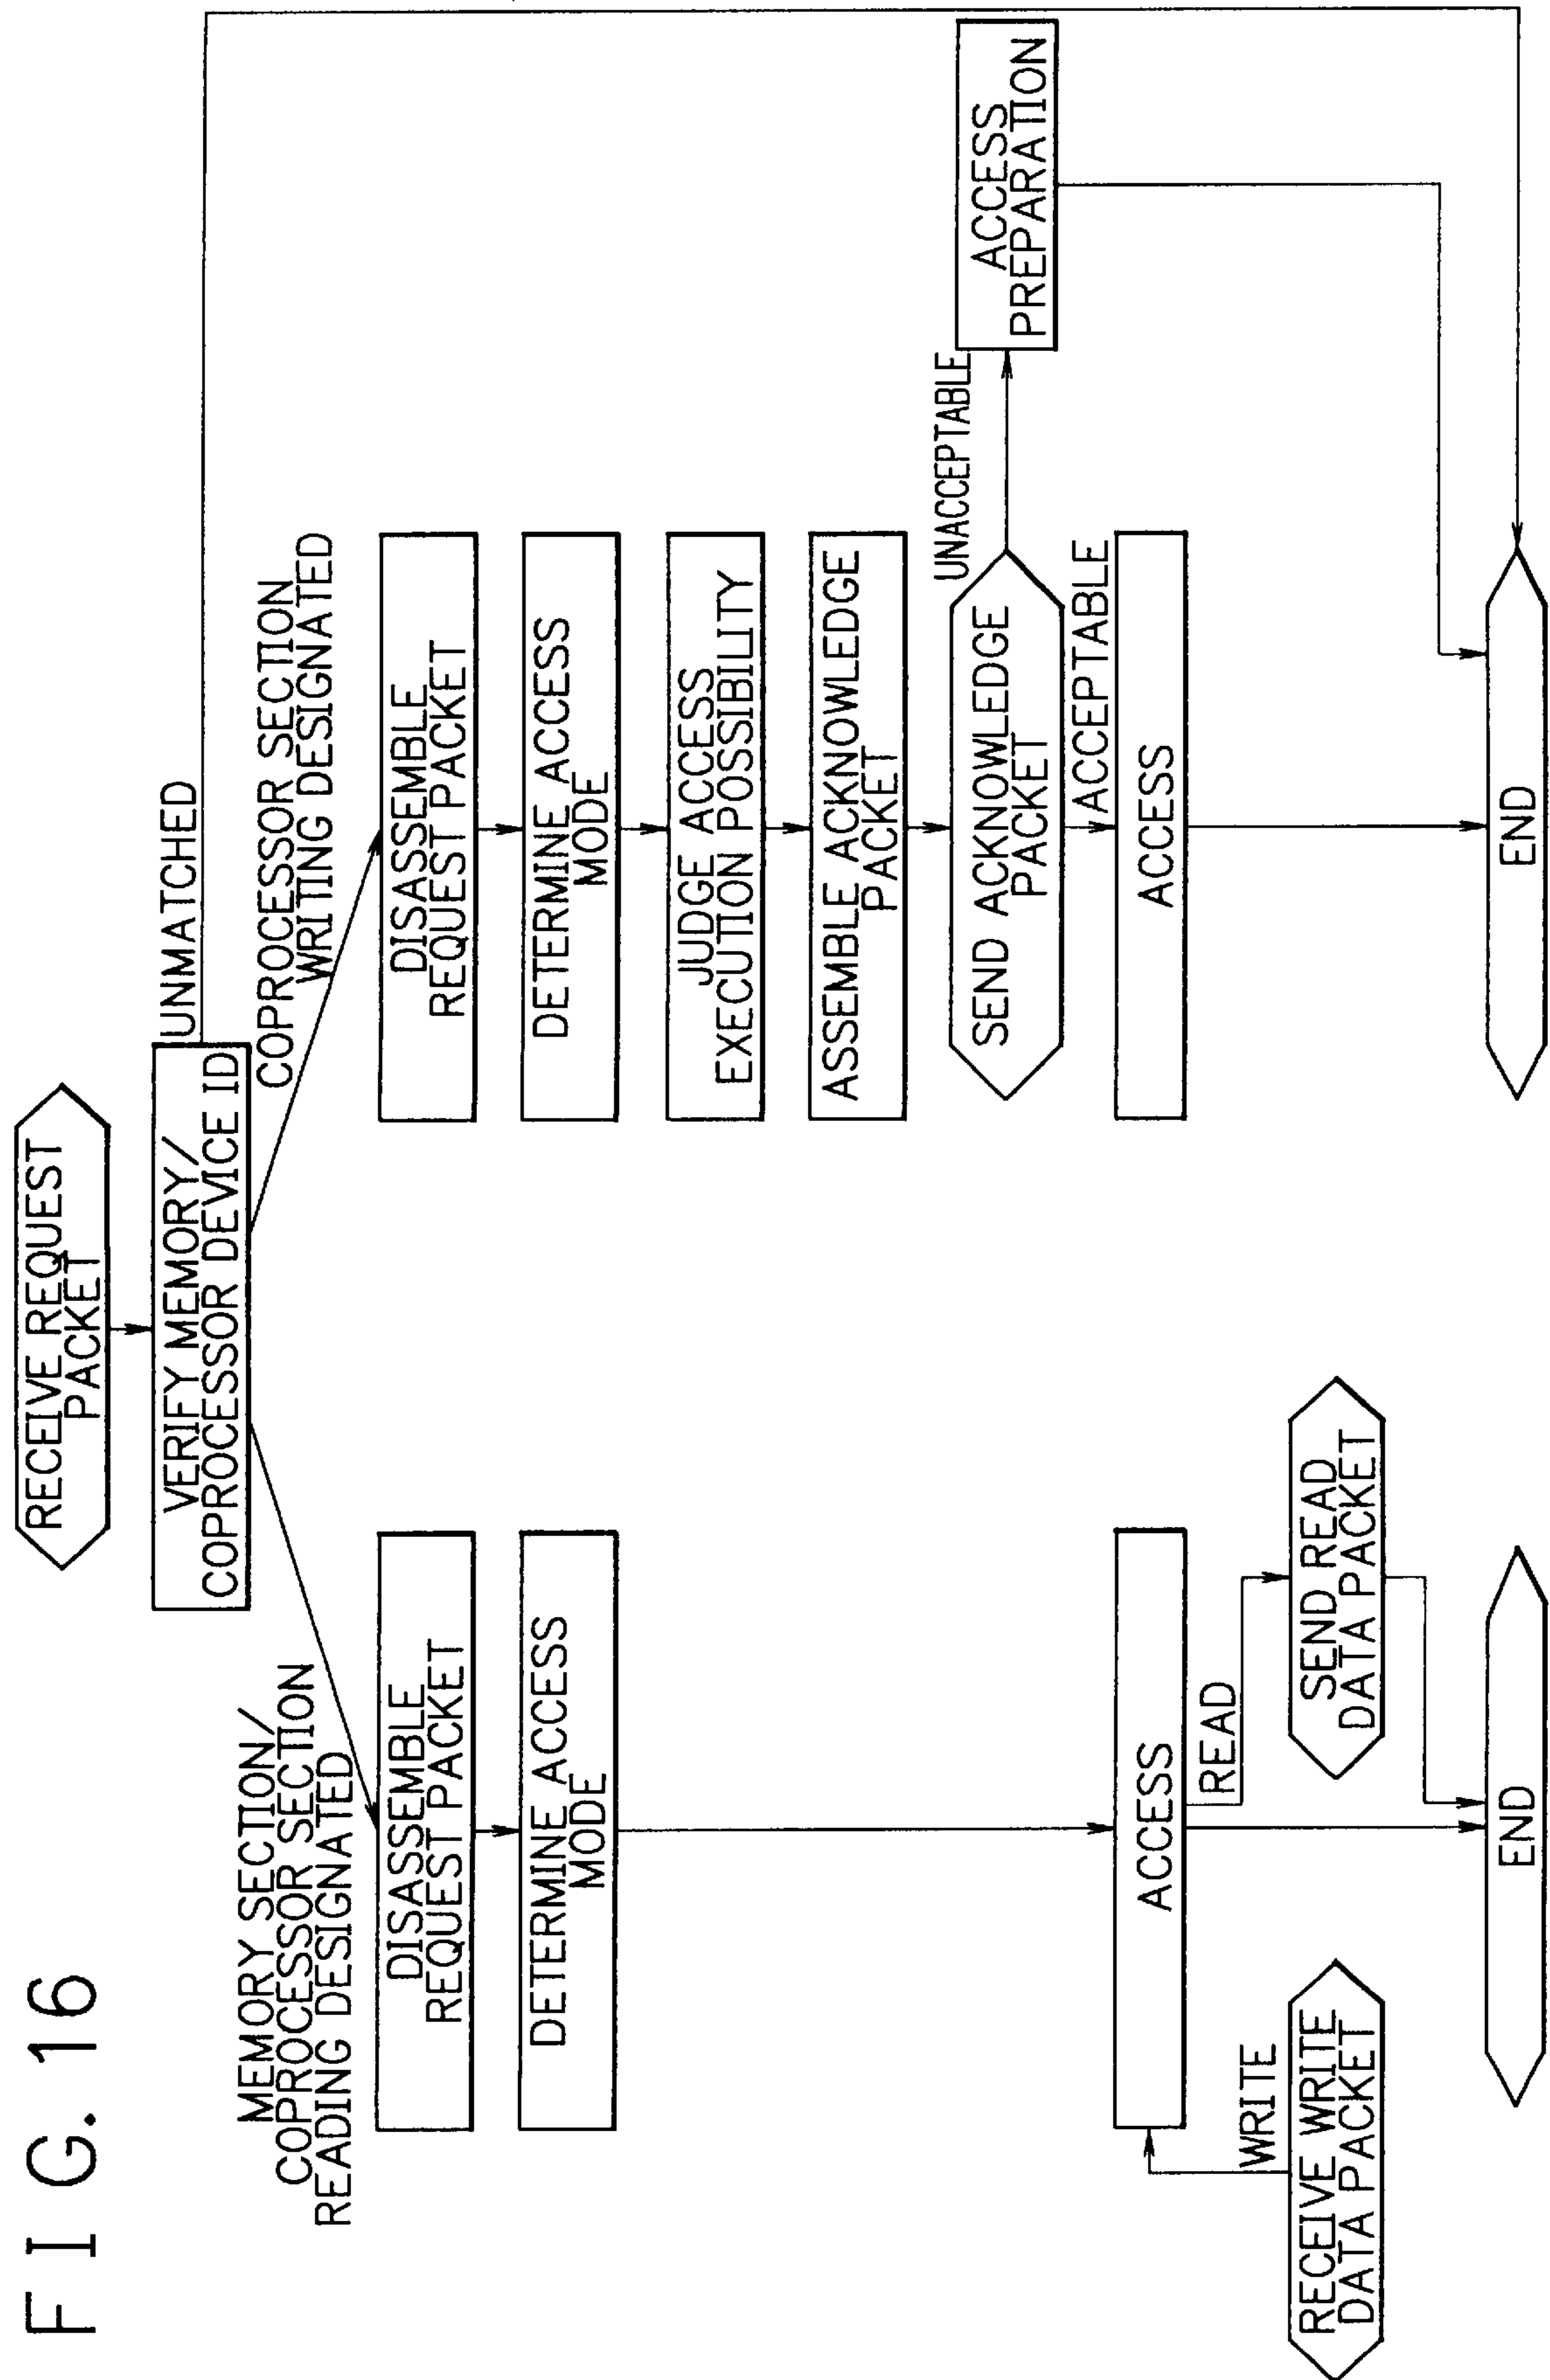 FIG. 16
RECEIVE REQUEST
PACKET
VERIFY MEMORY/
COPROCESSOR DEVICE ID
UNMATCHED
MEMORY SECTION/
COPROCESSOR SECTION
READING DESIGNATED
COPROCESSOR SECTION
WRITING DESIGNATED
DISASSEMBLE
REQUEST PACKET
DETERMINE ACCESS
MODE
ACCESS
READ
WRITE
RECEIVE WRITE
DATA PACKET
SEND READ
DATA PACKET
END
DISASSEMBLE
REQUEST PACKET
DETERMINE ACCESS
MODE
JUDGE ACCESS
EXECUTION POSSIBILITY
ASSEMBLE ACKNOWLEDGE
PACKET
SEND ACKNOWLEDGE
PACKET
UNACCEPTABLE
ACCESS
PREPARATION
ACCEPTABLE
ACCESS
END